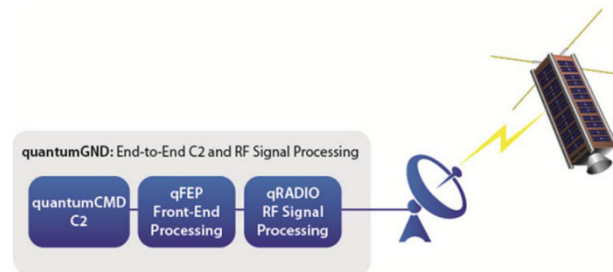 quantumGND: End-to-End C2 and RF Signal Processing
quantumCMD
C2
qFEP
Front-End
Processing
qRADIO
RF Signal
Processing